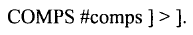 COMPS #comps ] > ].